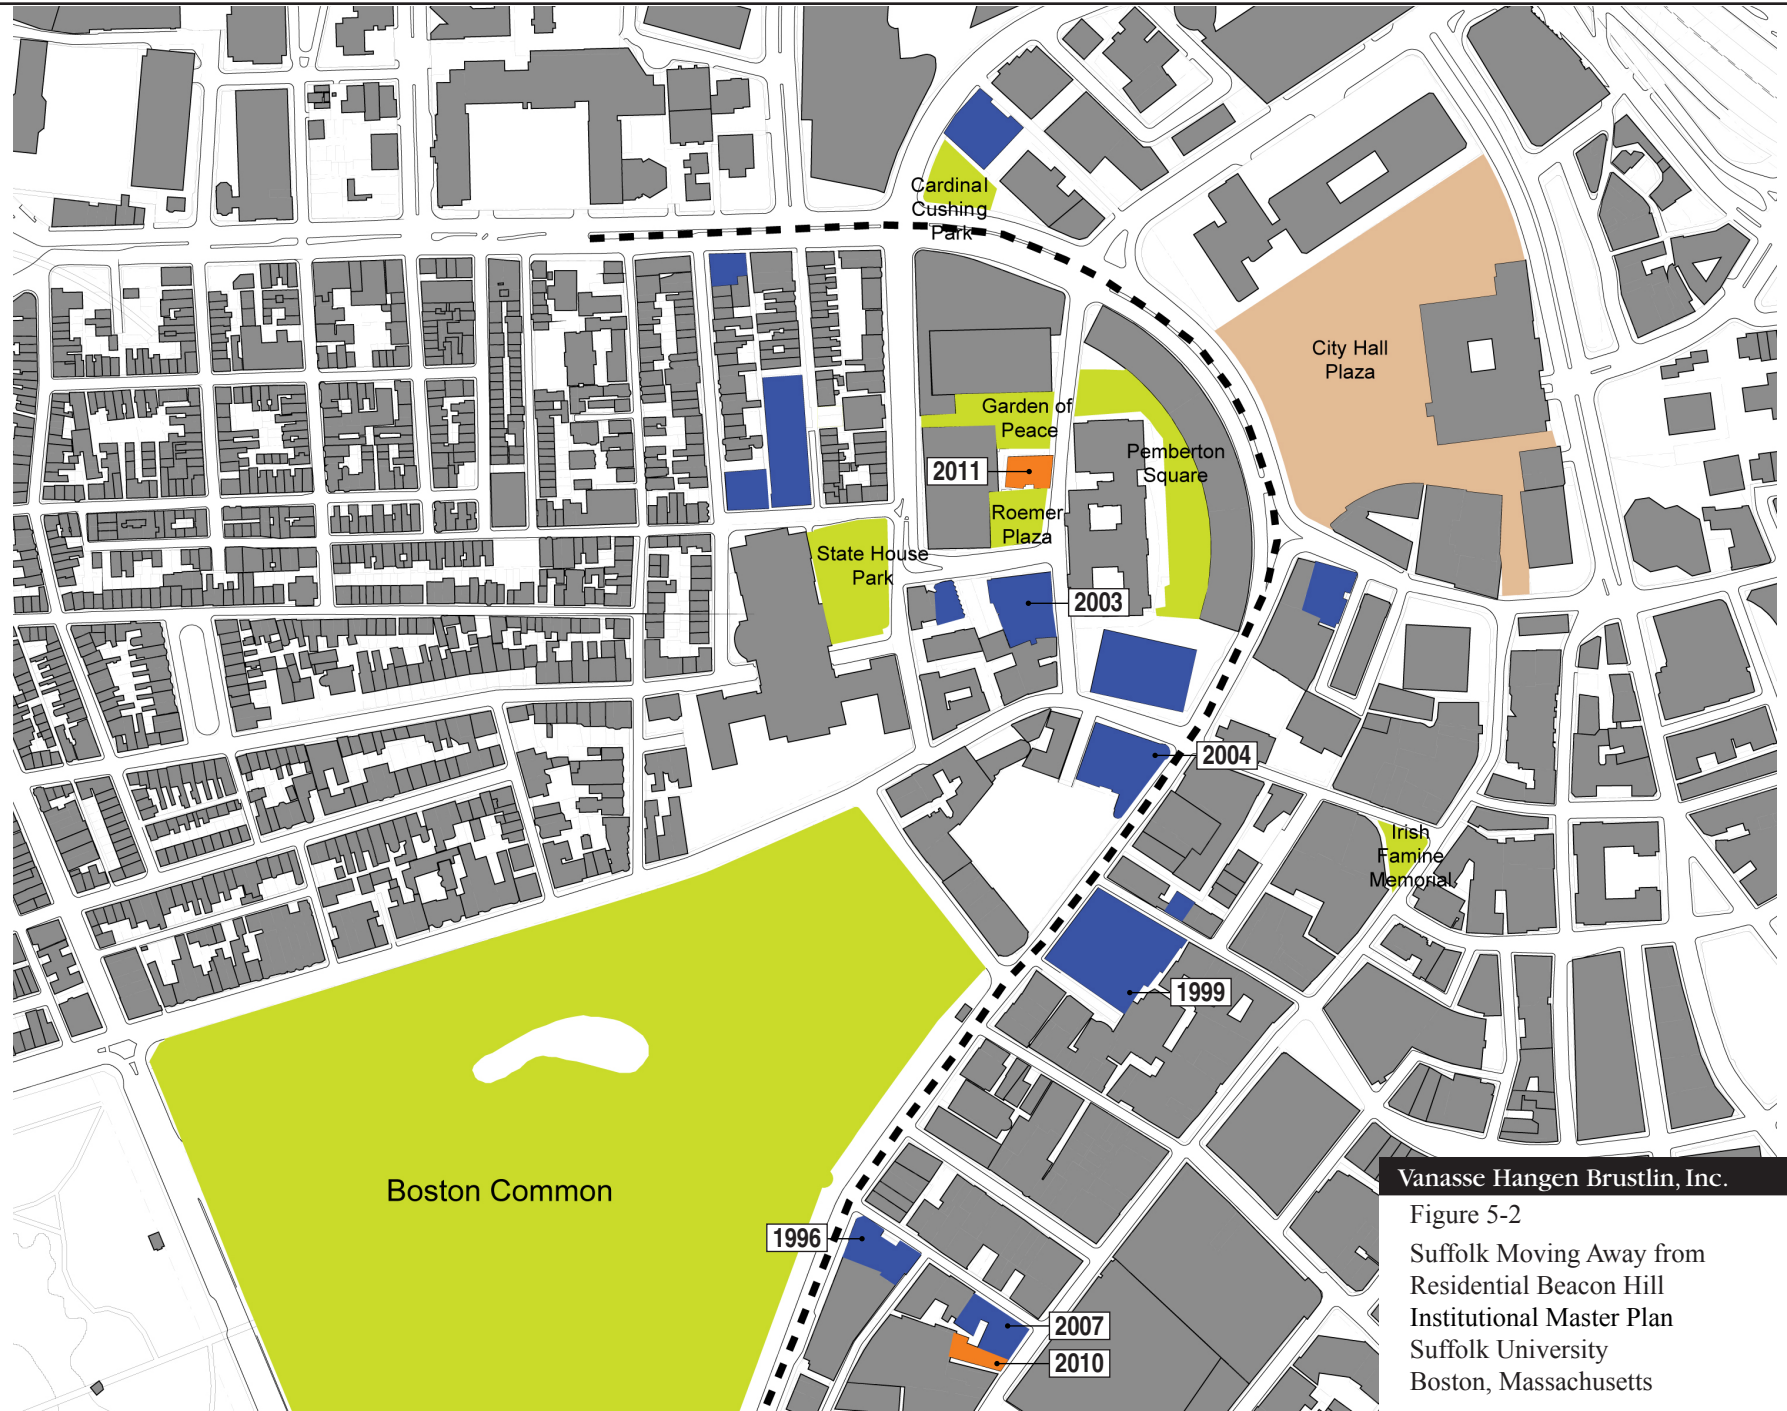 Cardinal
Cushing
Park
City Hall
Plaza
Garden of
Peace
Pemberton
Square
2011
Roemer
Plaza
State House
Park
2003
2004
Irish
Famine
Memorial
1999
Boston Common
1996
2007
2010
Vanasse Hangen Brustlin, Inc.
Figure 5-2
Suffolk Moving Away from
Residential Beacon Hill
Institutional Master Plan
Suffolk University
Boston, Massachusetts